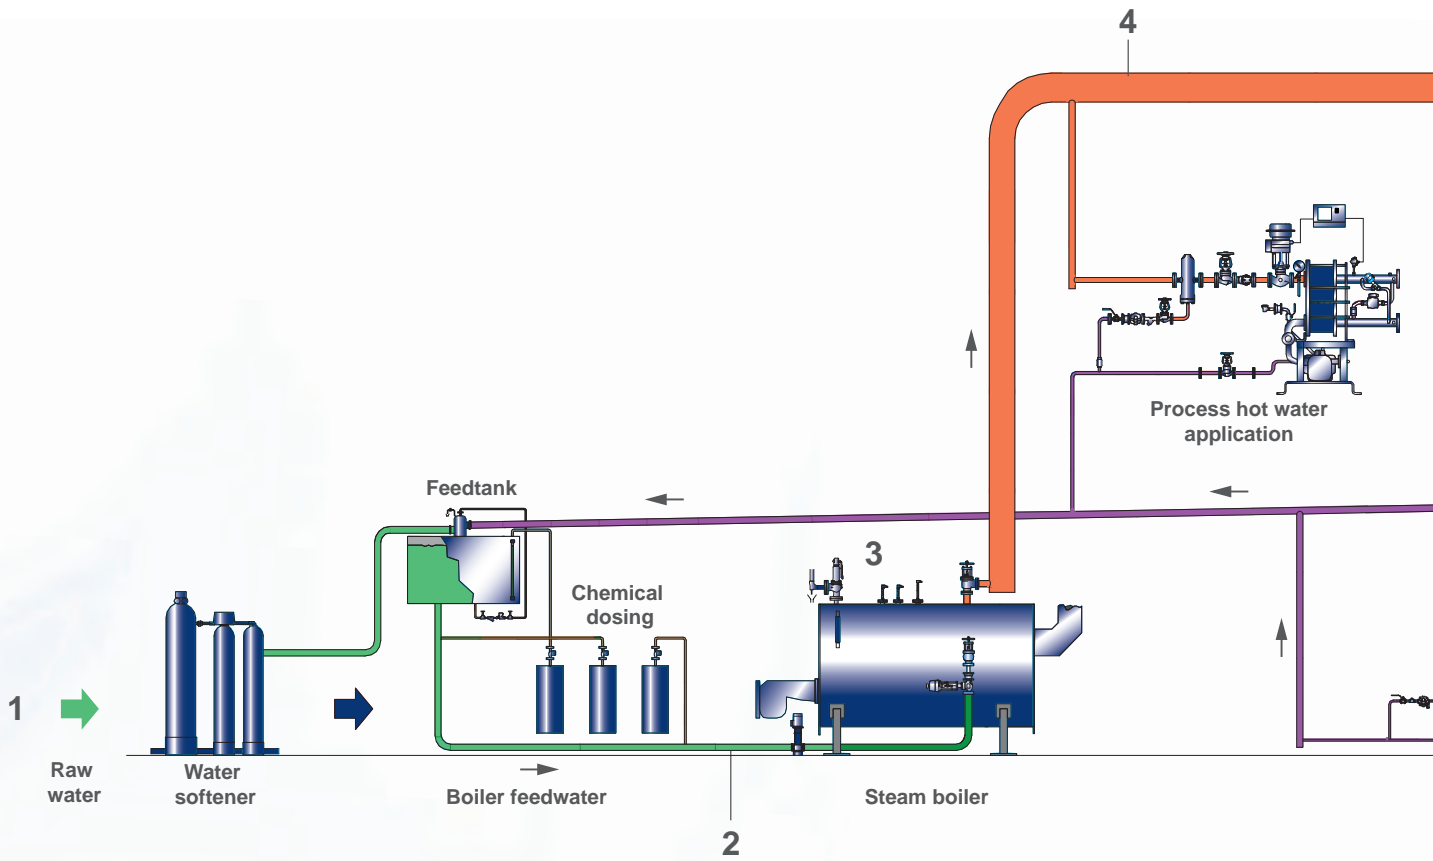 4
Process hot water
application
Feedtank
3
Chemical
dosing
1
Raw
water
Water
softener
Boiler feedwater
Steam boiler
2